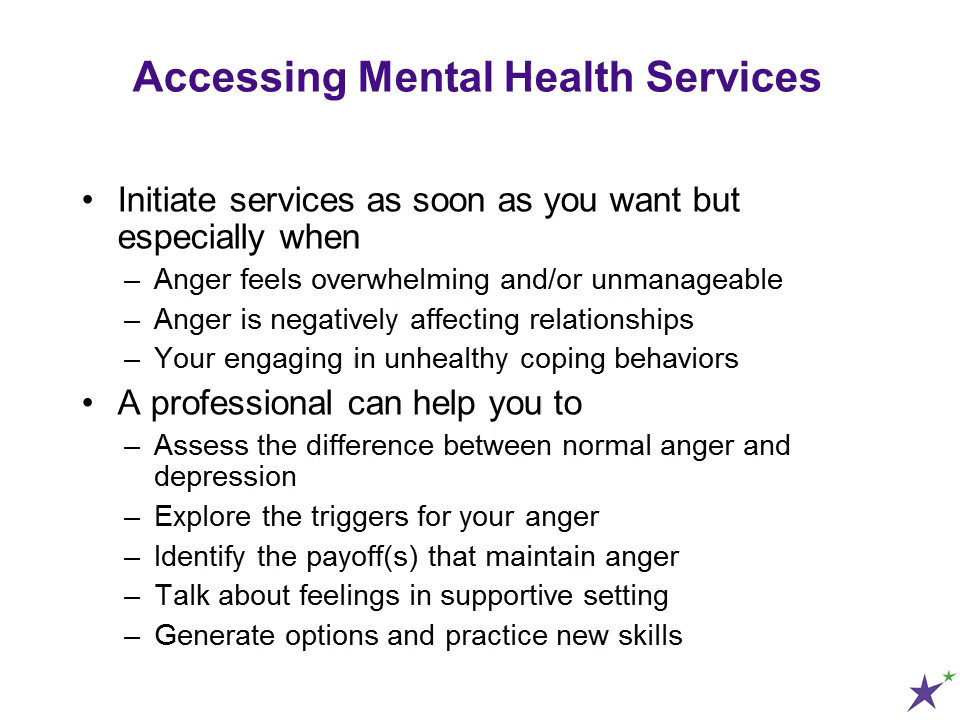 Accessing Mental Health Services
• Initiate services as soon as you want but
especially when
– Anger feels overwhelming and/or unmanageable
– Anger is negatively affecting relationships
– Your engaging in unhealthy coping behaviors
• A professional can help you to
– Assess the difference between normal anger and
depression
– Explore the triggers for your anger
– Identify the payoff(s) that maintain anger
– Talk about feelings in supportive setting
– Generate options and practice new skills